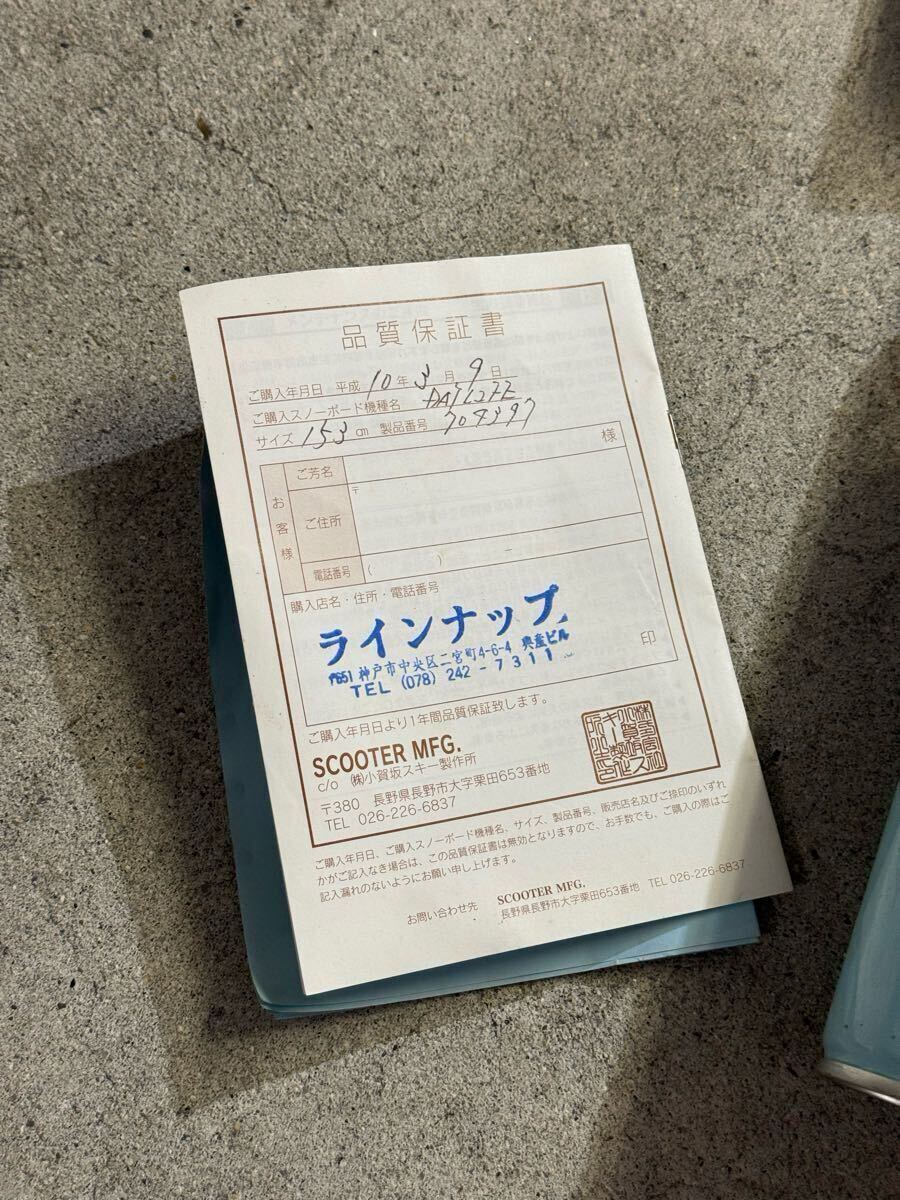 品質保証書
ご購入年月日 平成 10 年 3 月 9 日
ご購入スノーボード機種名 DAILIFE
サイズ 153 cm 製品番号 704397
お客様
ご芳名 様
ご住所 〒
電話番号 ( )
購入店名・住所・電話番号
ラインナップ
〒651 神戸市中央区二宮町4-6-4 興産ビル
TEL (078) 242-7311
印
ご購入年月日より1年間品質保証致します。
SCOOTER MFG.
c/o ㈱小賀坂スキー製作所
〒380 長野県長野市大字栗田653番地
TEL 026-226-6837
ご購入年月日、ご購入スノーボード機種名、サイズ、製品番号、販売店名及びご捺印のいずれ
かがご記入なき場合は、この品質保証書は無効となりますので、お手数でも、ご購入の際はご
記入漏れのないようにお願い申し上げます。
お問い合わせ先 SCOOTER MFG.
長野県長野市大字栗田653番地 TEL 026-226-6837